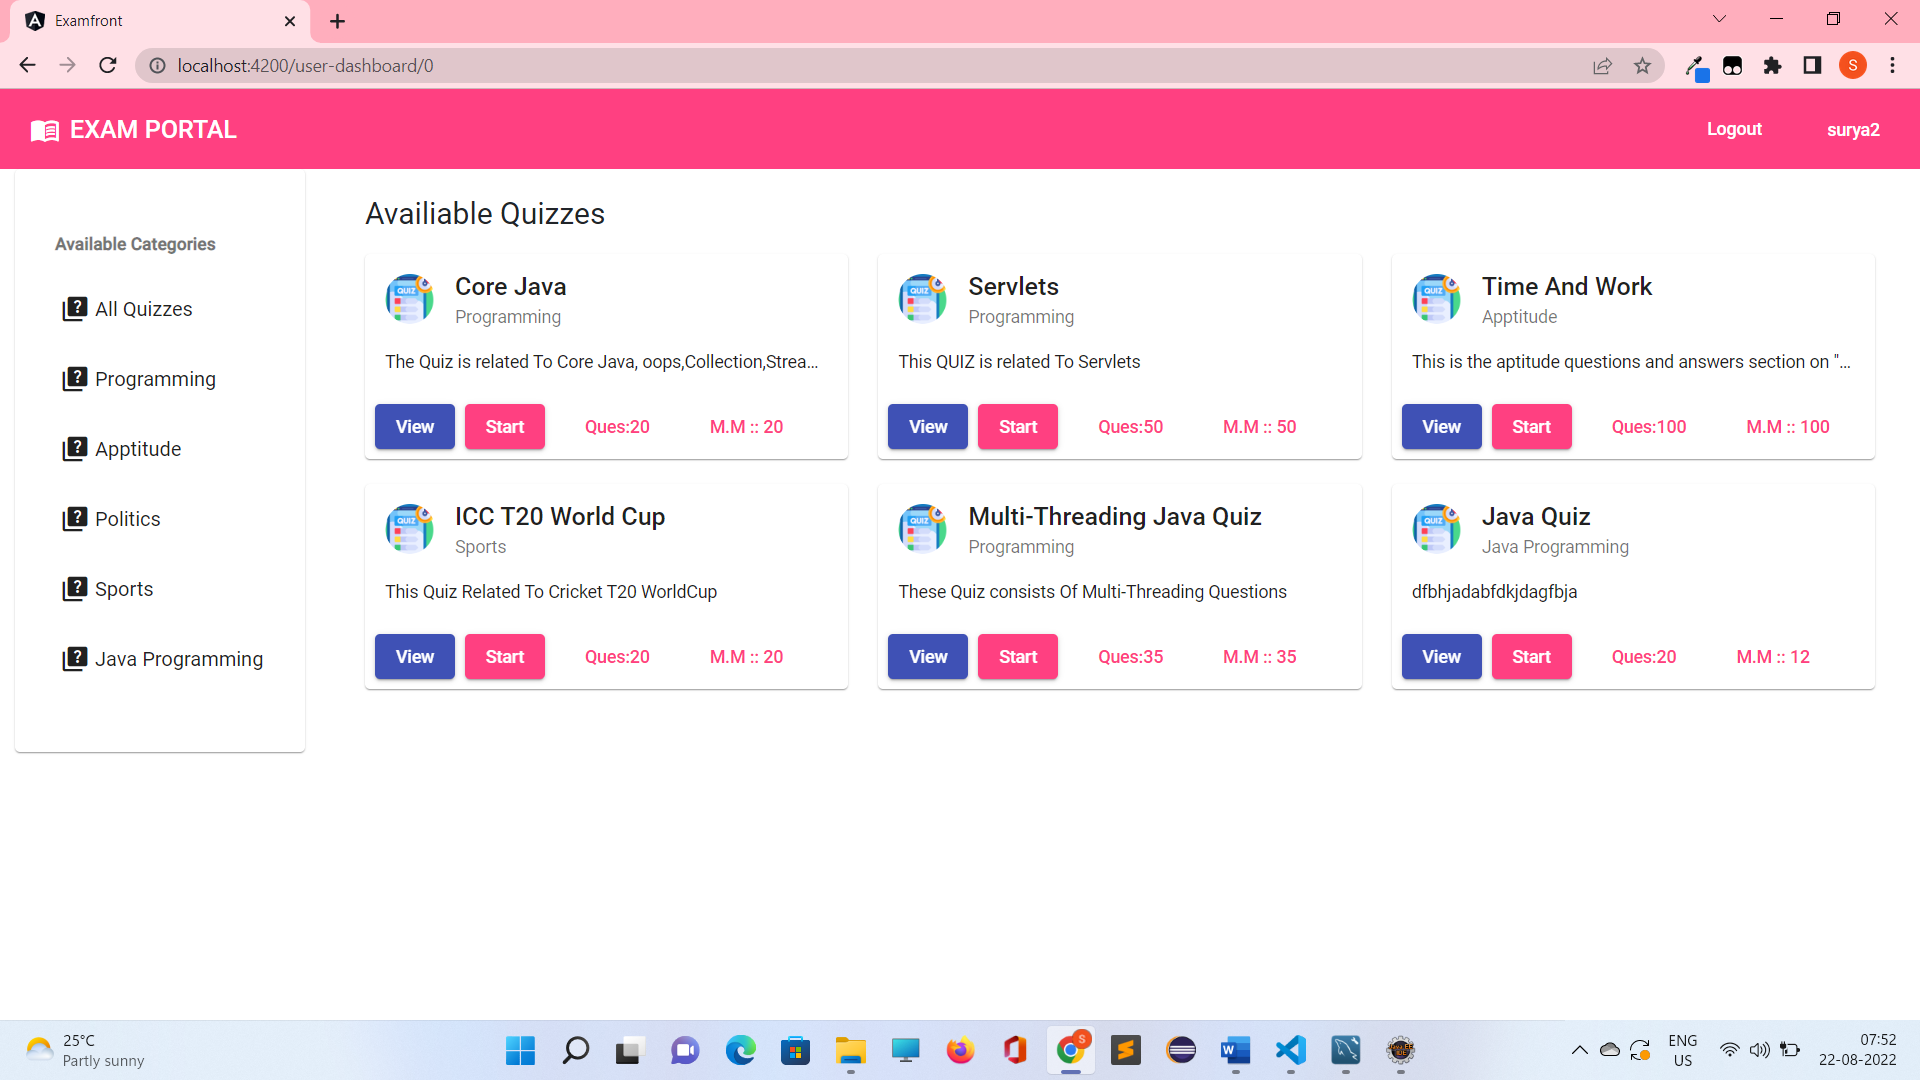 Examfront
localhost:4200/user-dashboard/0
S
EXAM PORTAL
Logout
surya2
Available Categories
All Quizzes
Programming
Apptitude
Politics
Sports
Java Programming
Availiable Quizzes
QUIZ
Core Java
Programming
The Quiz is related To Core Java, oops,Collection,Strea...
View Start Ques:20 M.M :: 20
QUIZ
Servlets
Programming
This QUIZ is related To Servlets
View Start Ques:50 M.M :: 50
QUIZ
Time And Work
Apptitude
This is the aptitude questions and answers section on "...
View Start Ques:100 M.M :: 100
QUIZ
ICC T20 World Cup
Sports
This Quiz Related To Cricket T20 WorldCup
View Start Ques:20 M.M :: 20
QUIZ
Multi-Threading Java Quiz
Programming
These Quiz consists Of Multi-Threading Questions
View Start Ques:35 M.M :: 35
QUIZ
Java Quiz
Java Programming
dfbhjadabfdkjdagfbja
View Start Ques:20 M.M :: 12
25°C
Partly sunny
S
ENG
US
07:52
22-08-2022